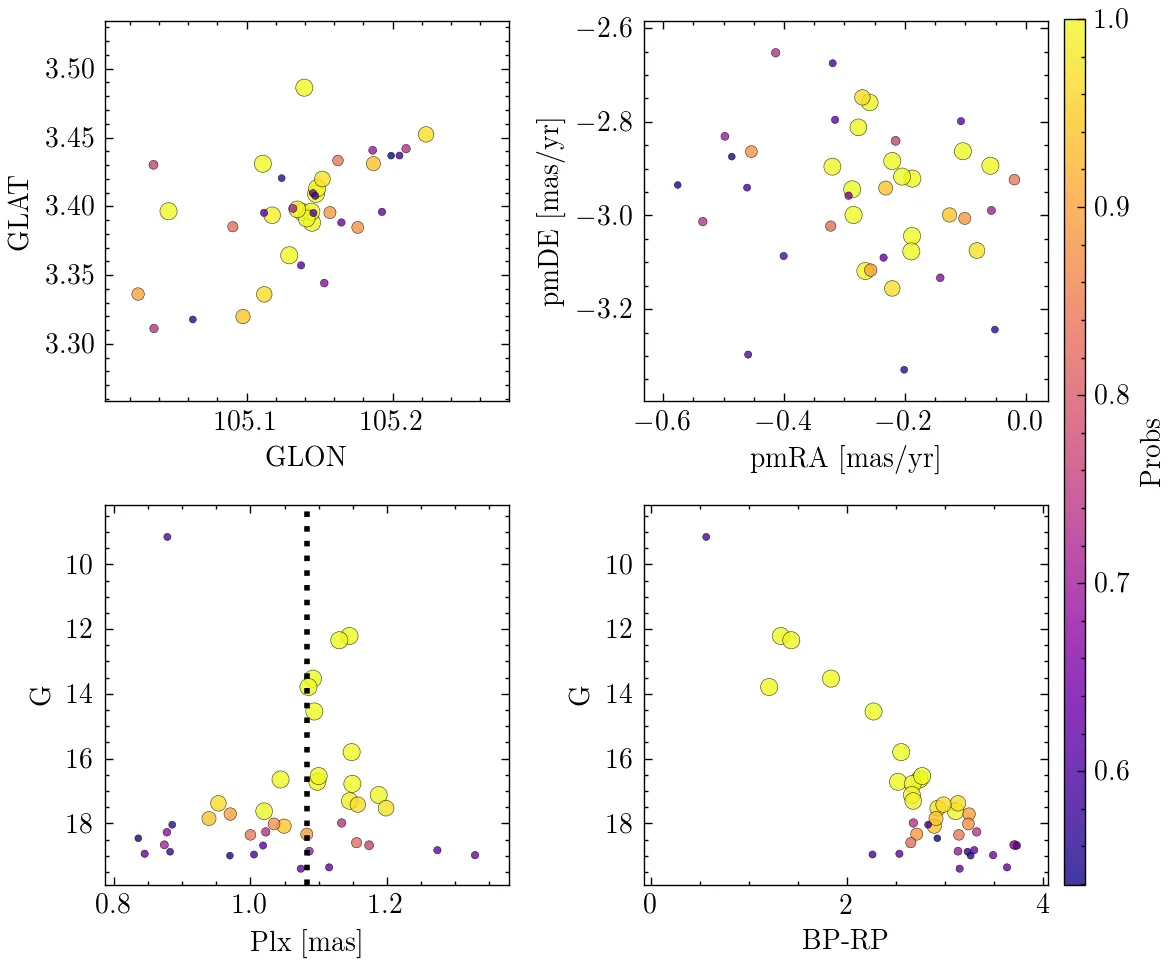 3.50
3.45
3.40
3.35
3.30
GLAT
105.1 105.2
GLON
−2.6
−2.8
−3.0
−3.2
pmDE [mas/yr]
−0.6 −0.4 −0.2 0.0
pmRA [mas/yr]
10
12
14
16
18
G
0.8 1.0 1.2
Plx [mas]
10
12
14
16
18
G
0 2 4
BP-RP
1.0
0.9
0.8
0.7
0.6
Probs